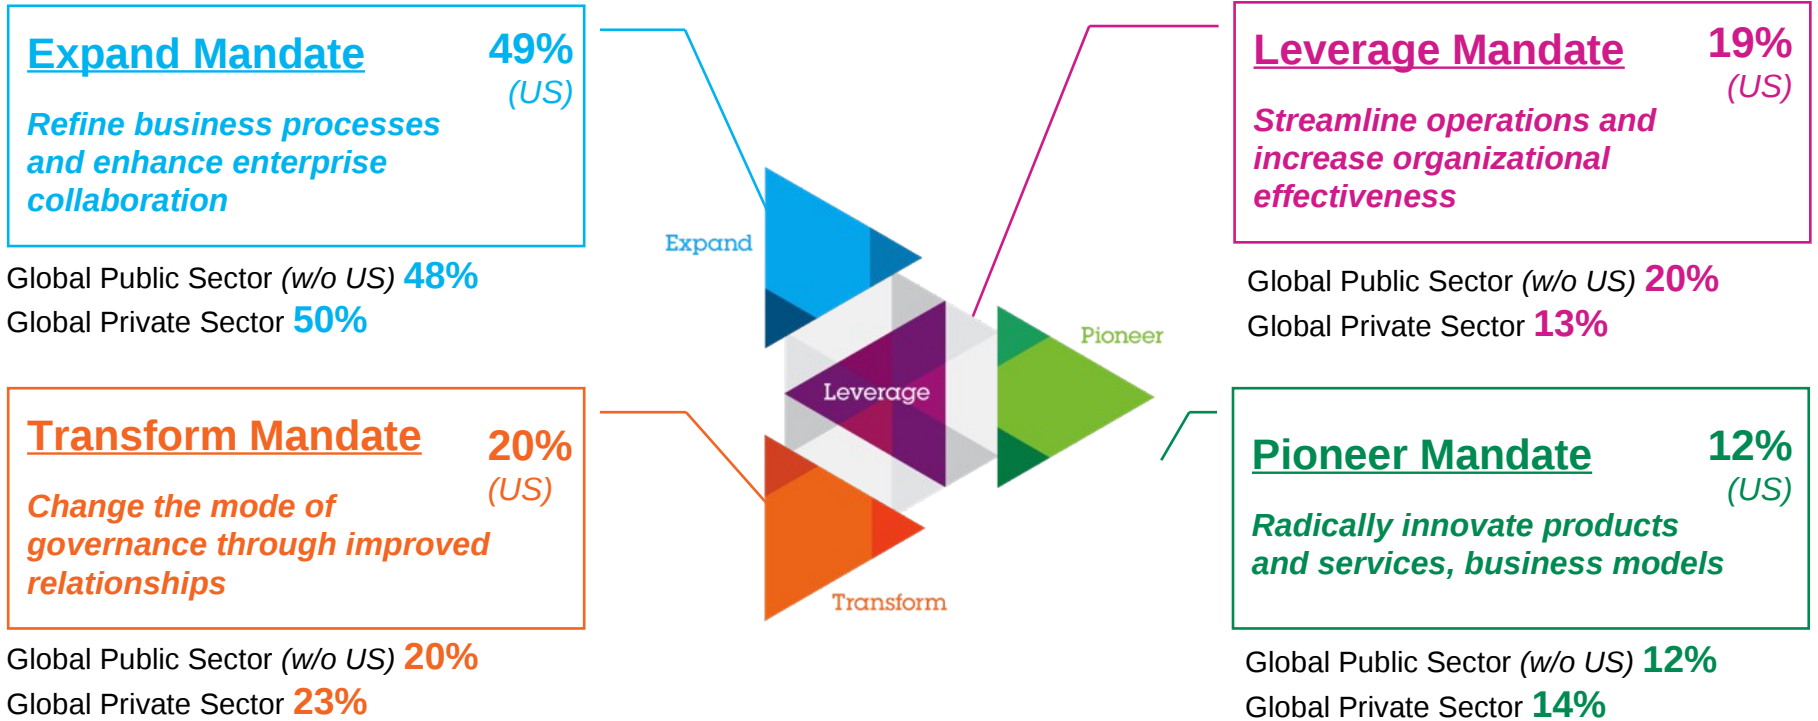 Expand Mandate 49%
(US)
Refine business processes
and enhance enterprise
collaboration
Global Public Sector (w/o US) 48%
Global Private Sector 50%
Leverage Mandate 19%
(US)
Streamline operations and
increase organizational
effectiveness
Global Public Sector (w/o US) 20%
Global Private Sector 13%
Expand
Pioneer
Leverage
Transform
Transform Mandate 20%
(US)
Change the mode of
governance through improved
relationships
Global Public Sector (w/o US) 20%
Global Private Sector 23%
Pioneer Mandate 12%
(US)
Radically innovate products
and services, business models
Global Public Sector (w/o US) 12%
Global Private Sector 14%